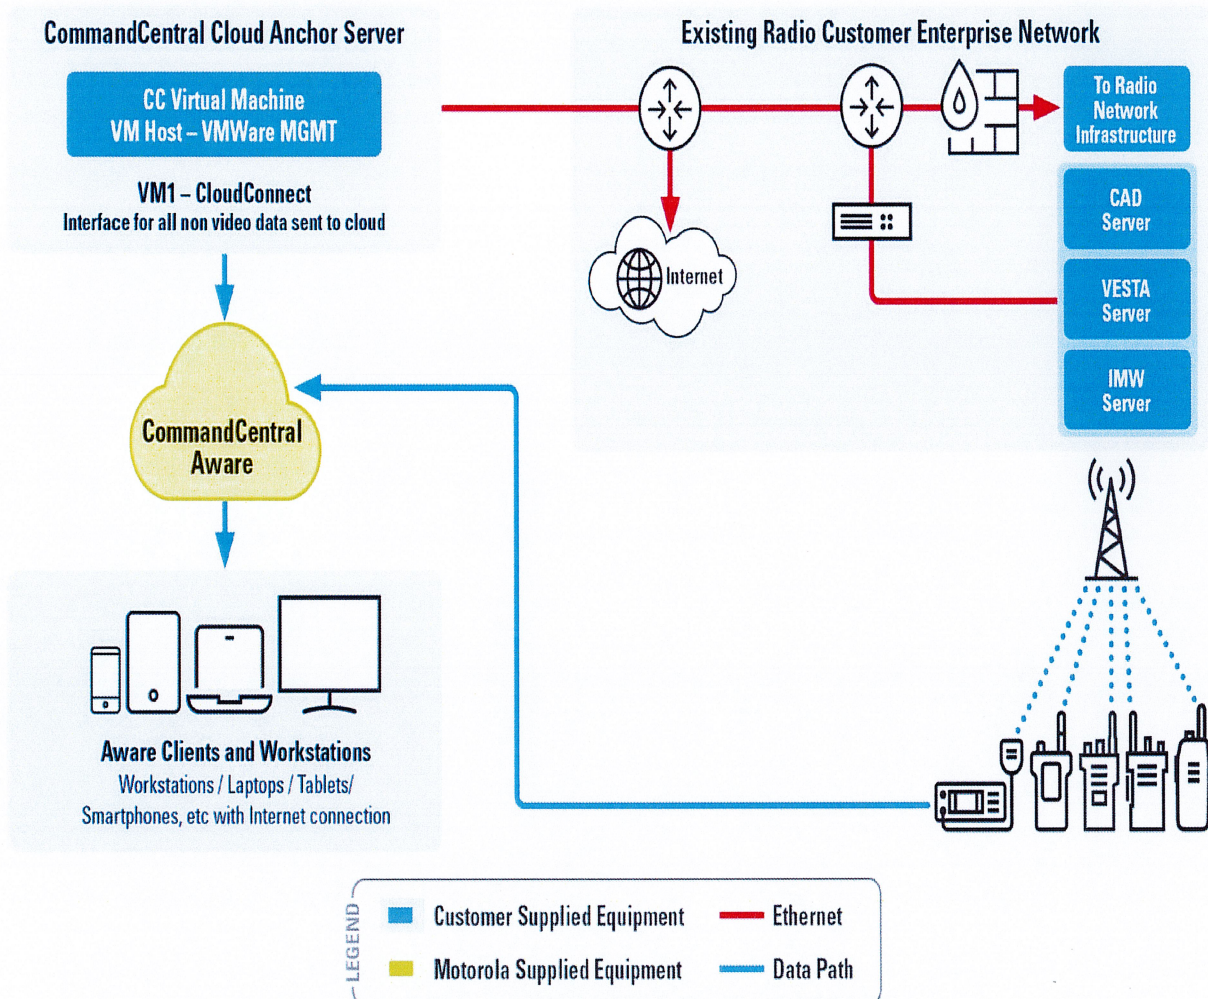 CommandCentral Cloud Anchor Server
CC Virtual Machine
VM Host – VMWare MGMT
VM1 – CloudConnect
Interface for all non video data sent to cloud
CommandCentral
Aware
Aware Clients and Workstations
Workstations / Laptops / Tablets/
Smartphones, etc with Internet connection
Existing Radio Customer Enterprise Network
To Radio
Network
Infrastructure
Internet
CAD
Server
VESTA
Server
IMW
Server
LEGEND
Customer Supplied Equipment
Ethernet
Motorola Supplied Equipment
Data Path